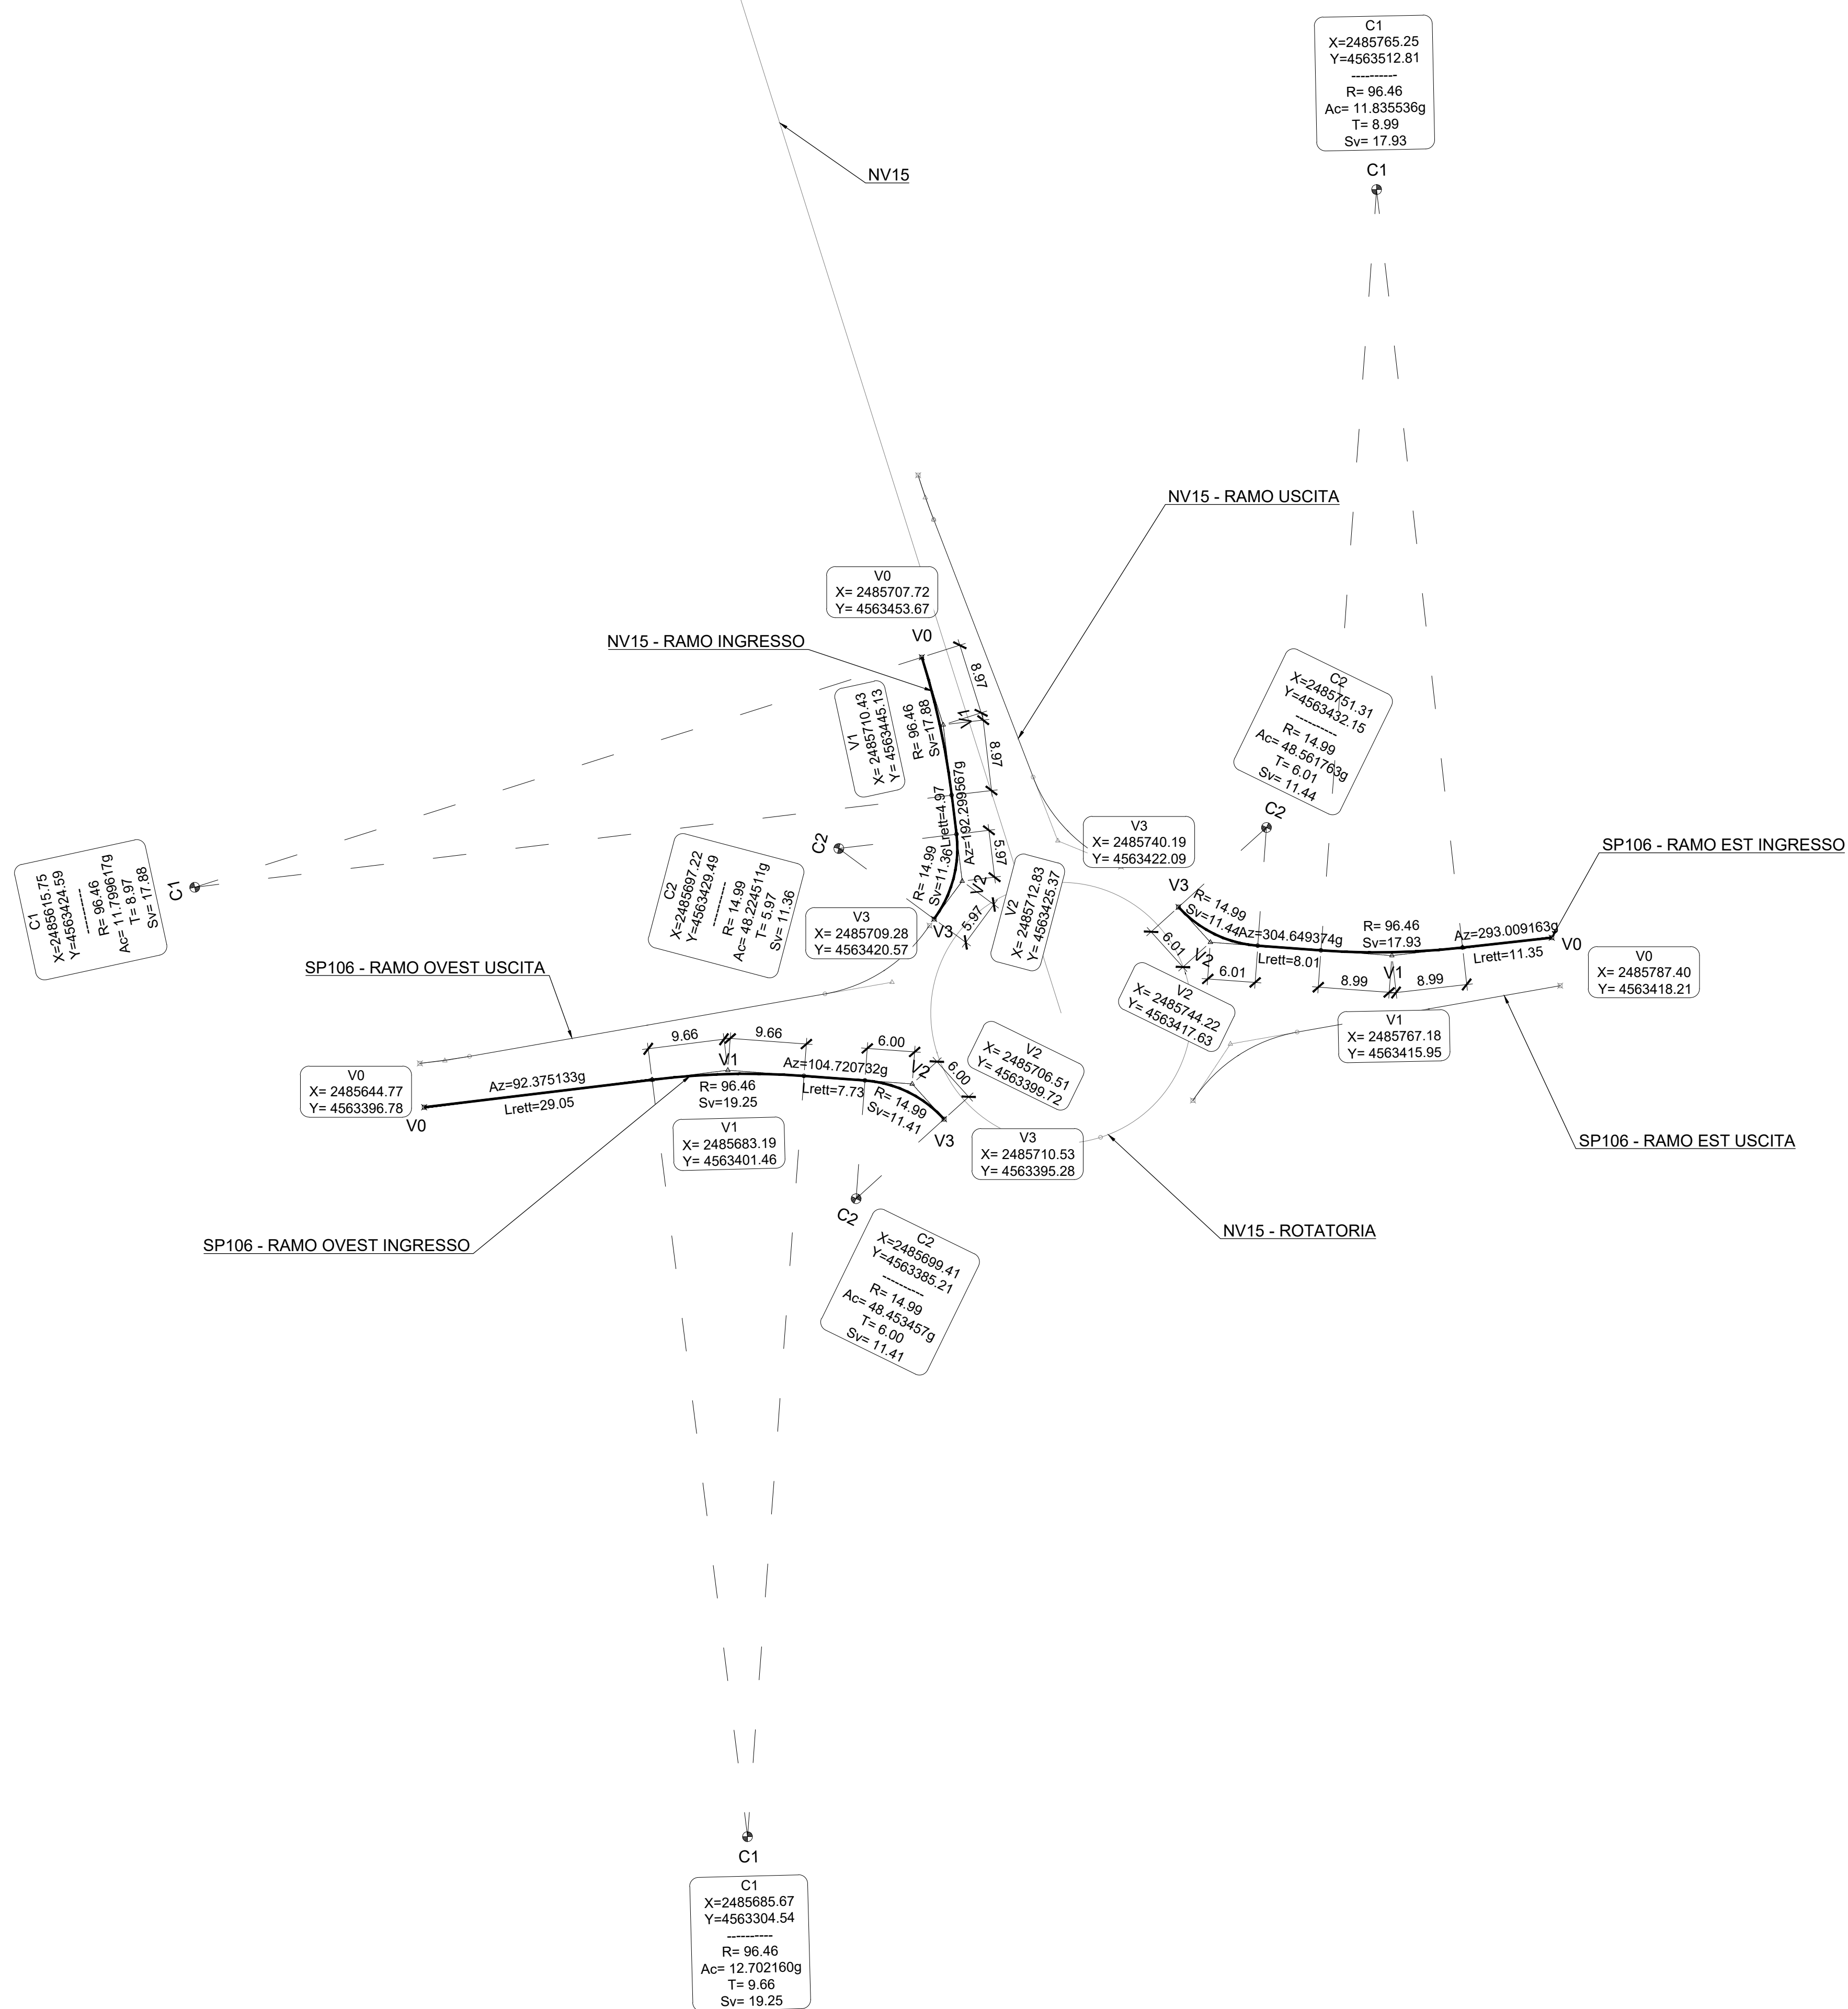 C1
X=2485765.25
Y=4563512.81
----------
R= 96.46
Ac= 11.835536g
T= 8.99
Sv= 17.93
C1
NV15
NV15 - RAMO USCITA
V0
X= 2485707.72
Y= 4563453.67
V0
NV15 - RAMO INGRESSO
8.97
V1
X= 2485710.43
Y= 4563445.13
R= 96.46
Sv=17.88
V1
8.97
C2
X=2485751.31
Y=4563432.15
----------
R= 14.99
Ac= 48.561763g
T= 6.01
Sv= 11.44
C2
Lrett=4.97
Az=192.299567g
C1
X=2485615.75
Y=4563424.59
----------
R= 96.46
Ac= 11.799617g
T= 8.97
Sv= 17.88
C1
C2
C2
X=2485697.22
Y=4563429.49
----------
R= 14.99
Ac= 48.224511g
T= 5.97
Sv= 11.36
R= 14.99
Sv=11.36
5.97
V2
5.97
V2
X= 2485712.83
Y= 4563425.37
V3
X= 2485740.19
Y= 4563422.09
V3
X= 2485709.28
Y= 4563420.57
V3
V3
R= 14.99
Sv=11.44
6.01
V2
6.01
Az=304.649374g
Lrett=8.01
R= 96.46
Sv=17.93
V1
8.99
8.99
Az=293.009163g
Lrett=11.35
V0
SP106 - RAMO EST INGRESSO
V0
X= 2485787.40
Y= 4563418.21
V2
X= 2485744.22
Y= 4563417.63
V1
X= 2485767.18
Y= 4563415.95
SP106 - RAMO OVEST USCITA
V0
X= 2485644.77
Y= 4563396.78
V0
Az=92.375133g
Lrett=29.05
9.66
9.66
V1
R= 96.46
Sv=19.25
V1
X= 2485683.19
Y= 4563401.46
Az=104.720732g
Lrett=7.73
6.00
V2
6.00
R= 14.99
Sv=11.41
V3
V2
X= 2485706.51
Y= 4563399.72
V3
X= 2485710.53
Y= 4563395.28
SP106 - RAMO EST USCITA
NV15 - ROTATORIA
SP106 - RAMO OVEST INGRESSO
C2
C2
X=2485699.41
Y=4563385.21
----------
R= 14.99
Ac= 48.453457g
T= 6.00
Sv= 11.41
C1
C1
X=2485685.67
Y=4563304.54
----------
R= 96.46
Ac= 12.702160g
T= 9.66
Sv= 19.25